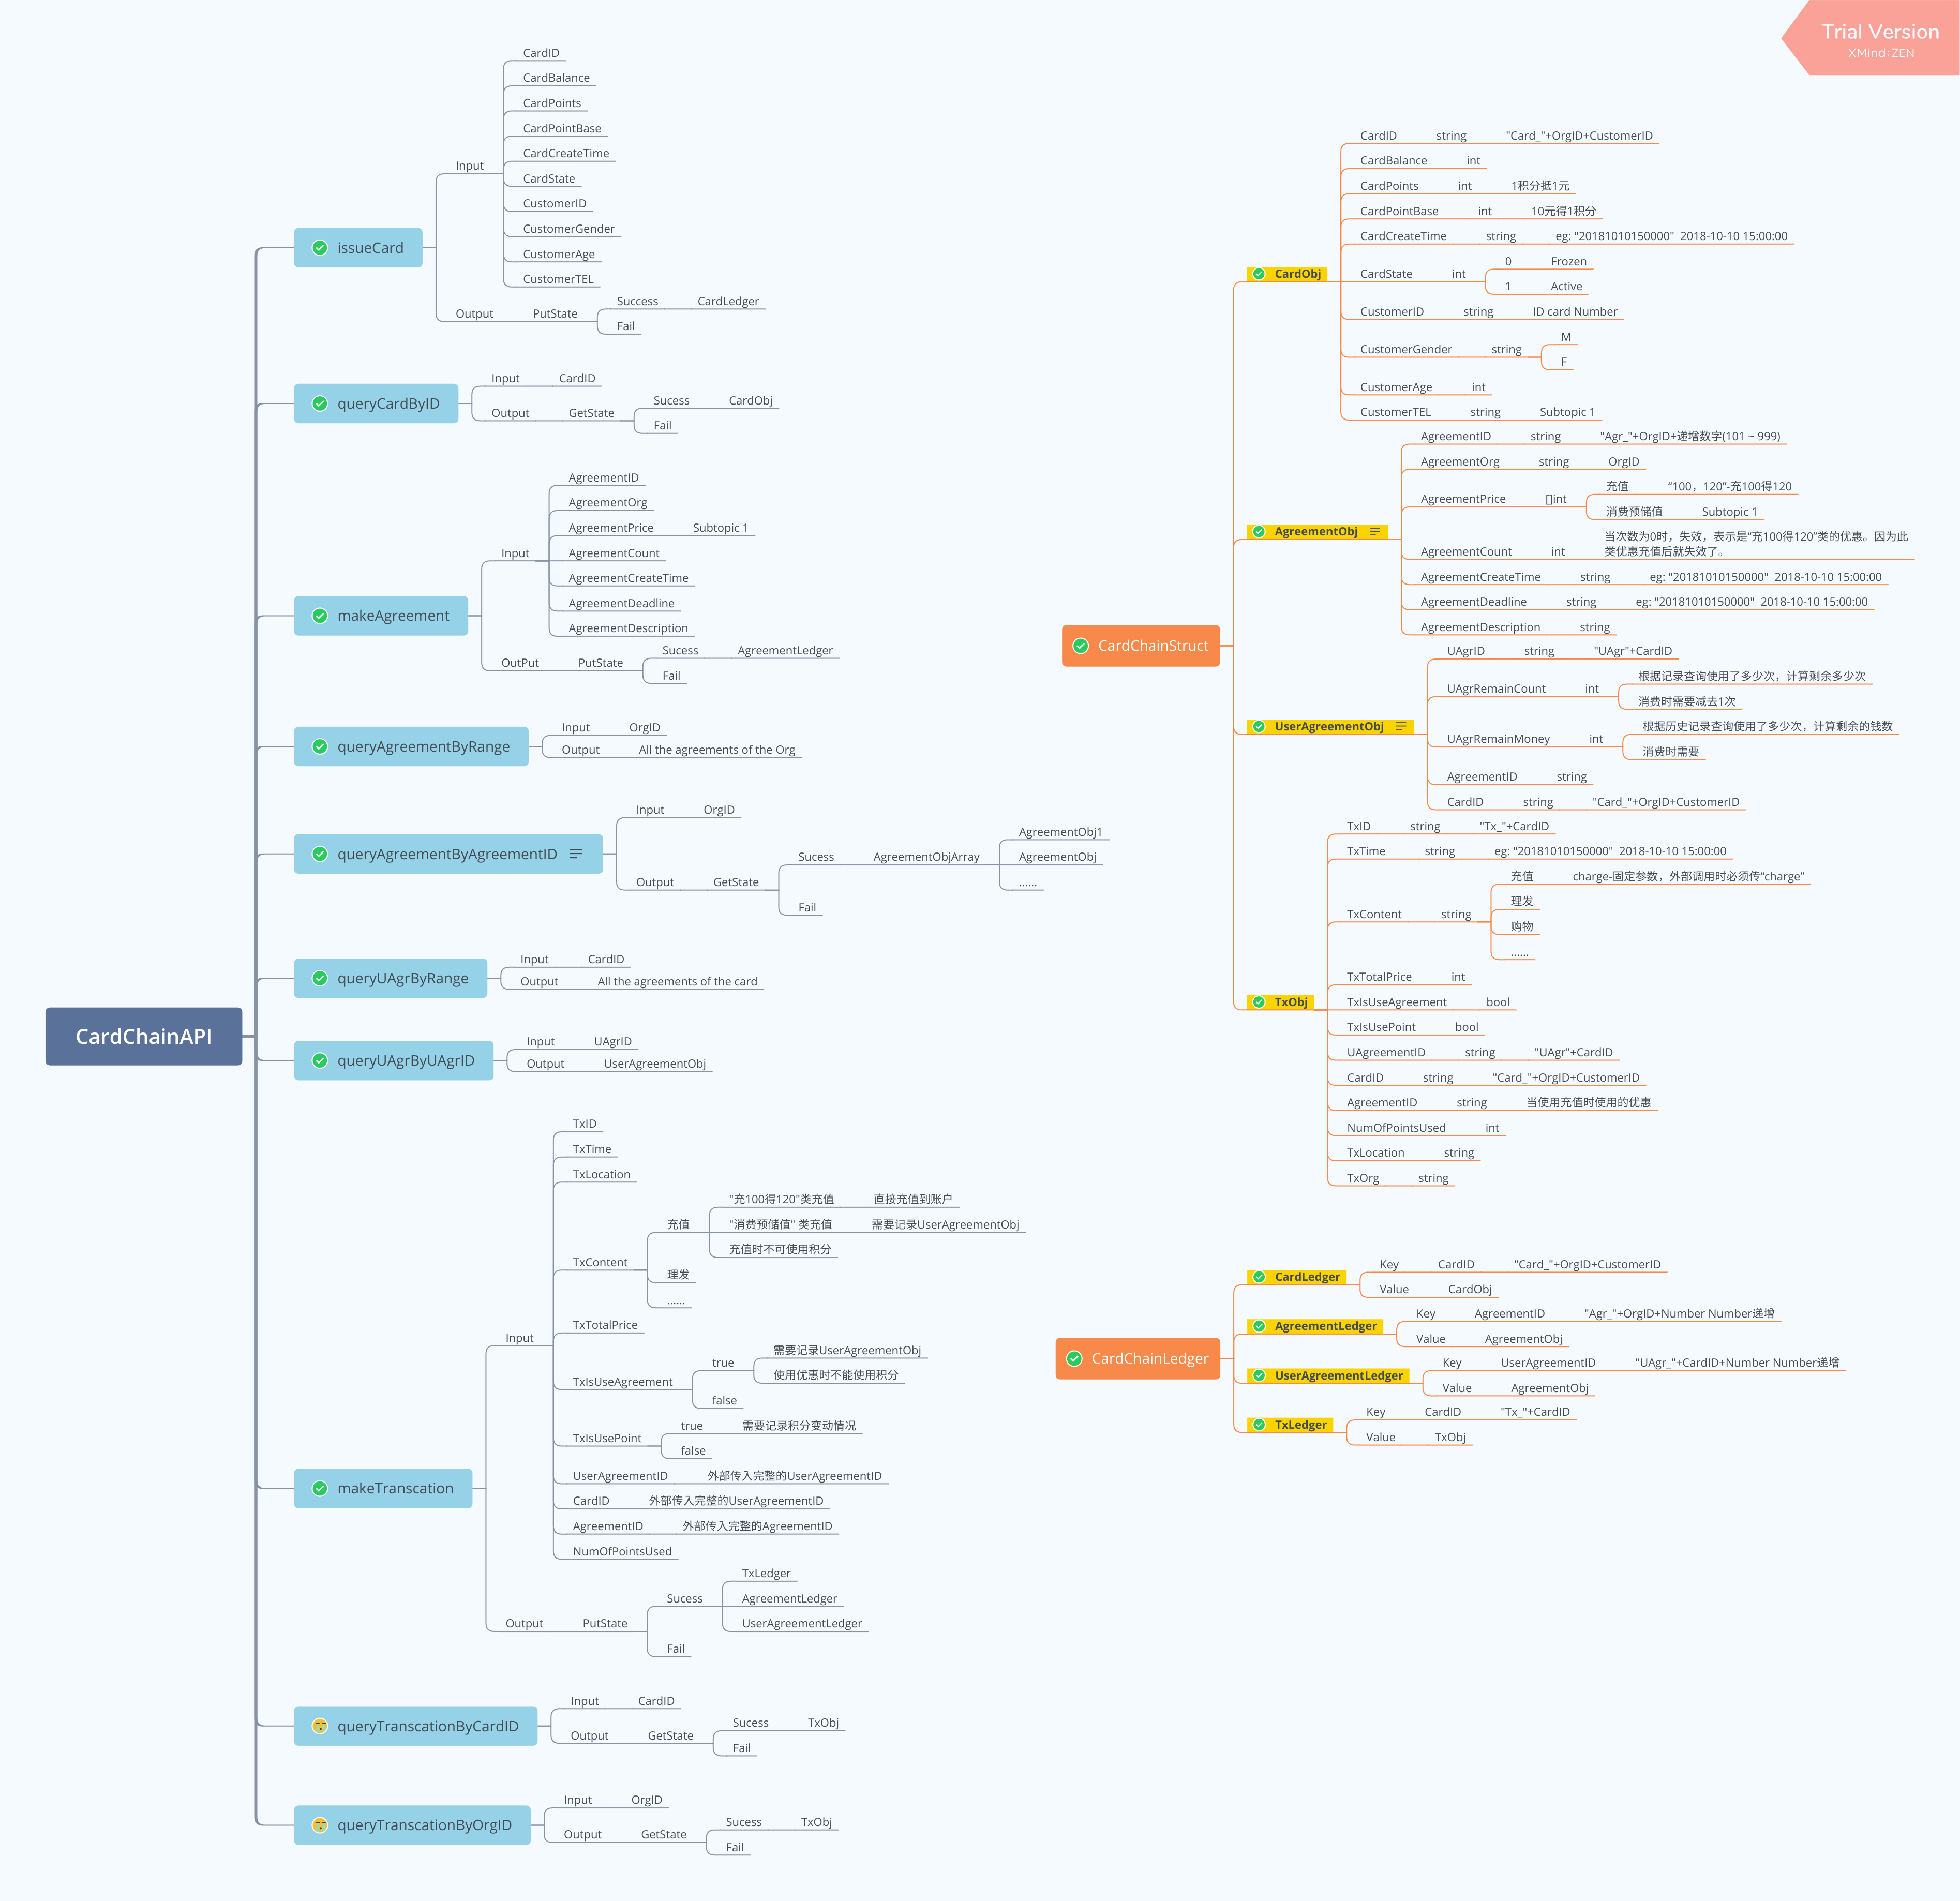 Trial Version
XMind:ZEN
CardChainAPI
issueCard
Input
CardID
CardBalance
CardPoints
CardPointBase
CardCreateTime
CardState
CustomerID
CustomerGender
CustomerAge
CustomerTEL
Output PutState
Success CardLedger
Fail
queryCardByID
Input CardID
Output GetState
Sucess CardObj
Fail
makeAgreement
Input
AgreementID
AgreementOrg
AgreementPrice Subtopic 1
AgreementCount
AgreementCreateTime
AgreementDeadline
AgreementDescription
OutPut PutState
Sucess AgreementLedger
Fail
queryAgreementByRange
Input OrgID
Output All the agreements of the Org
queryAgreementByAgreementID
Input OrgID
Output GetState
Sucess AgreementObjArray
AgreementObj1
AgreementObj
......
Fail
queryUAgrByRange
Input CardID
Output All the agreements of the card
queryUAgrByUAgrID
Input UAgrID
Output UserAgreementObj
makeTranscation
Input
TxID
TxTime
TxLocation
TxContent
充值
"充100得120"类充值 直接充值到账户
"消费预储值" 类充值 需要记录UserAgreementObj
充值时不可使用积分
理发
......
TxTotalPrice
TxIsUseAgreement
true
需要记录UserAgreementObj
使用优惠时不能使用积分
false
TxIsUsePoint
true 需要记录积分变动情况
false
UserAgreementID 外部传入完整的UserAgreementID
CardID 外部传入完整的UserAgreementID
AgreementID 外部传入完整的AgreementID
NumOfPointsUsed
Output PutState
Sucess
TxLedger
AgreementLedger
UserAgreementLedger
Fail
queryTranscationByCardID
Input CardID
Output GetState
Sucess TxObj
Fail
queryTranscationByOrgID
Input OrgID
Output GetState
Sucess TxObj
Fail
CardChainStruct
CardObj
CardID string "Card_"+OrgID+CustomerID
CardBalance int
CardPoints int 1积分抵1元
CardPointBase int 10元得1积分
CardCreateTime string eg: "20181010150000" 2018-10-10 15:00:00
CardState int
0 Frozen
1 Active
CustomerID string ID card Number
CustomerGender string
M
F
CustomerAge int
CustomerTEL string Subtopic 1
AgreementObj
AgreementID string "Agr_"+OrgID+递增数字(101 ~ 999)
AgreementOrg string OrgID
AgreementPrice []int
充值 “100，120”-充100得120
消费预储值 Subtopic 1
AgreementCount int
当次数为0时，失效，表示是“充100得120”类的优惠。因为此
类优惠充值后就失效了。
AgreementCreateTime string eg: "20181010150000" 2018-10-10 15:00:00
AgreementDeadline string eg: "20181010150000" 2018-10-10 15:00:00
AgreementDescription string
UserAgreementObj
UAgrID string "UAgr"+CardID
UAgrRemainCount int
根据记录查询使用了多少次，计算剩余多少次
消费时需要减去1次
UAgrRemainMoney int
根据历史记录查询使用了多少次，计算剩余的钱数
消费时需要
AgreementID string
CardID string "Card_"+OrgID+CustomerID
TxObj
TxID string "Tx_"+CardID
TxTime string eg: "20181010150000" 2018-10-10 15:00:00
TxContent string
充值 charge-固定参数，外部调用时必须传“charge”
理发
购物
......
TxTotalPrice int
TxIsUseAgreement bool
TxIsUsePoint bool
UAgreementID string "UAgr"+CardID
CardID string "Card_"+OrgID+CustomerID
AgreementID string 当使用充值时使用的优惠
NumOfPointsUsed int
TxLocation string
TxOrg string
CardChainLedger
CardLedger
Key CardID "Card_"+OrgID+CustomerID
Value CardObj
AgreementLedger
Key AgreementID "Agr_"+OrgID+Number Number递增
Value AgreementObj
UserAgreementLedger
Key UserAgreementID "UAgr_"+CardID+Number Number递增
Value AgreementObj
TxLedger
Key CardID "Tx_"+CardID
Value TxObj